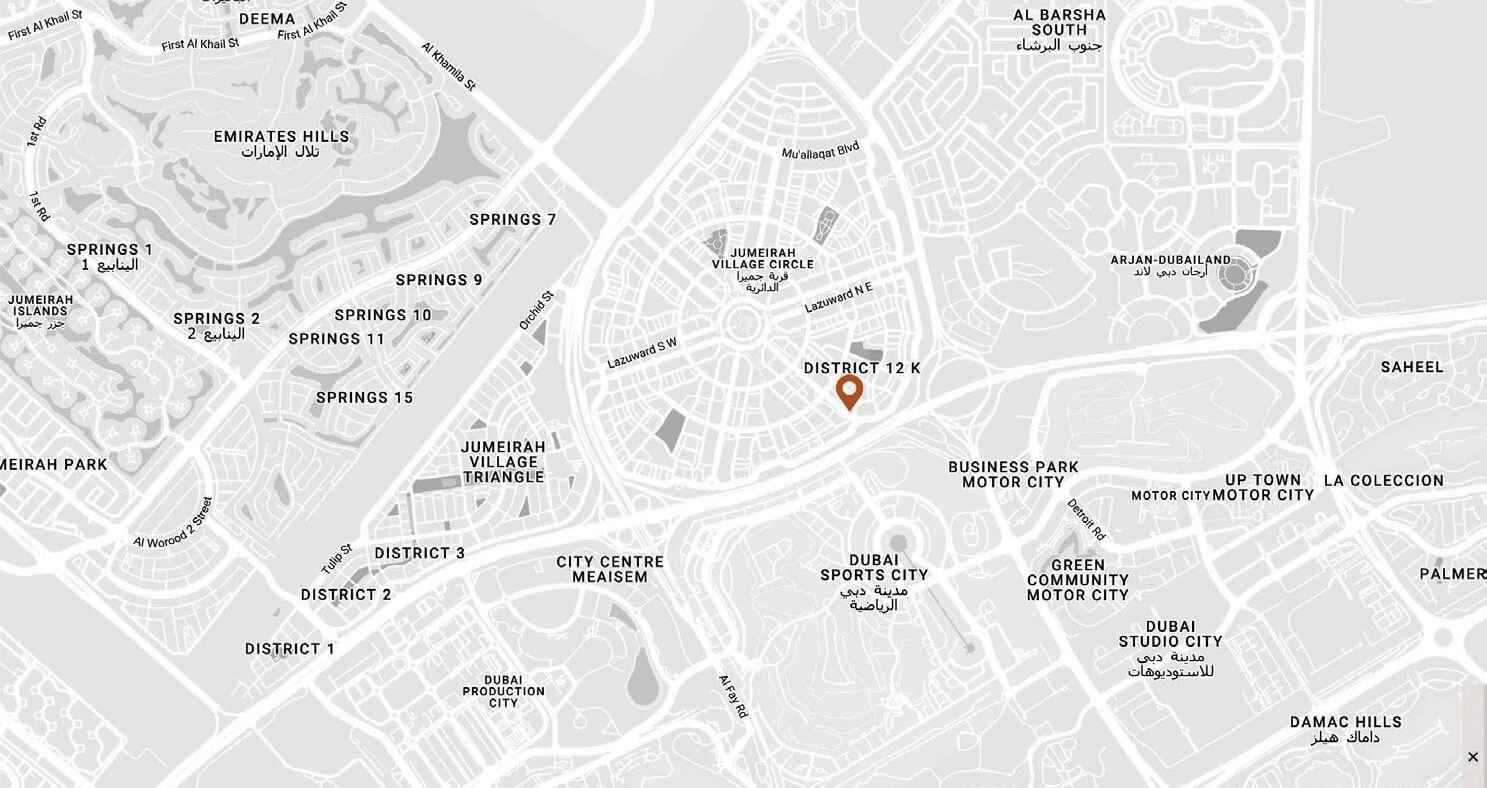 DEEMA
First Al Khail St
First Al Khail St
First Al Khail St
Al Khamila St
AL BARSHA
SOUTH
جنوب البرشاء
1st Rd
EMIRATES HILLS
تلال الإمارات
Mu'allaqat Blvd
1st Rd
SPRINGS 7
SPRINGS 1
الينابيع 1
JUMEIRAH
VILLAGE CIRCLE
قرية جميرا
الدائرية
ARJAN-DUBAILAND
أرجان دبي لاند
SPRINGS 9
Lazuward N E
JUMEIRAH
ISLANDS
جزر جميرا
SPRINGS 2
الينابيع 2
SPRINGS 10
Orchid St
SPRINGS 11
Lazuward S W
DISTRICT 12 K
SAHEEL
SPRINGS 15
JUMEIRAH
VILLAGE
TRIANGLE
MEIRAH PARK
BUSINESS PARK
MOTOR CITY
MOTOR CITY
UP TOWN
MOTOR CITY
LA COLECCION
Al Worood 2 Street
Detroit Rd
Tulip St
DISTRICT 3
CITY CENTRE
MEAISEM
DUBAI
SPORTS CITY
مدينة دبي
الرياضية
GREEN
COMMUNITY
MOTOR CITY
PALMER
DISTRICT 2
DUBAI
STUDIO CITY
مدينة دبي
للاستوديوهات
DISTRICT 1
DUBAI
PRODUCTION
CITY
Al Fay Rd
DAMAC HILLS
داماك هيلز